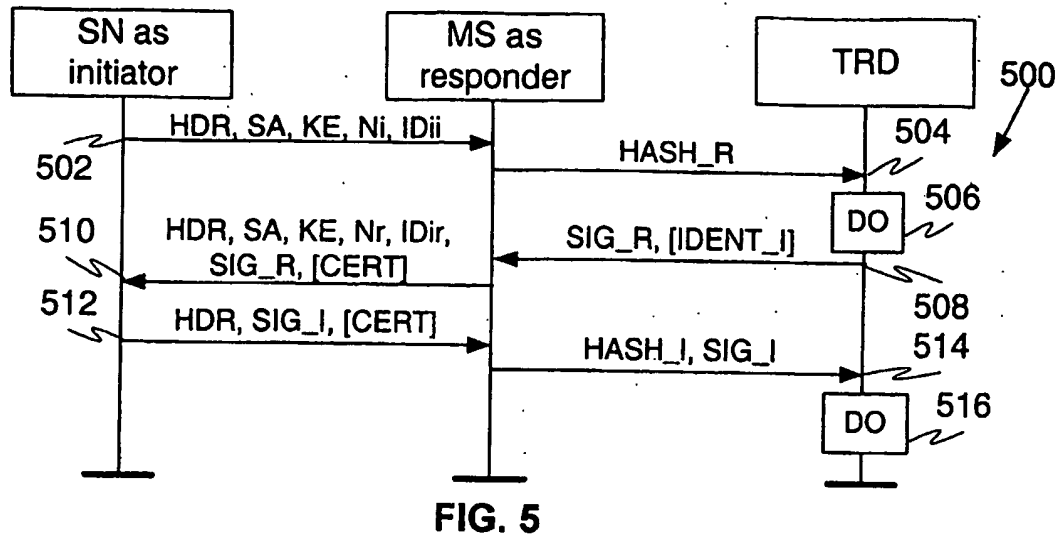 SN as
initiator
MS as
responder
TRD
500
HDR, SA, KE, Ni, IDii
502
HASH_R
504
DO
506
510
HDR, SA, KE, Nr, IDir,
SIG_R, [CERT]
SIG_R, [IDENT_I]
508
512
HDR, SIG_I, [CERT]
HASH_I, SIG_I
514
DO
516
FIG. 5